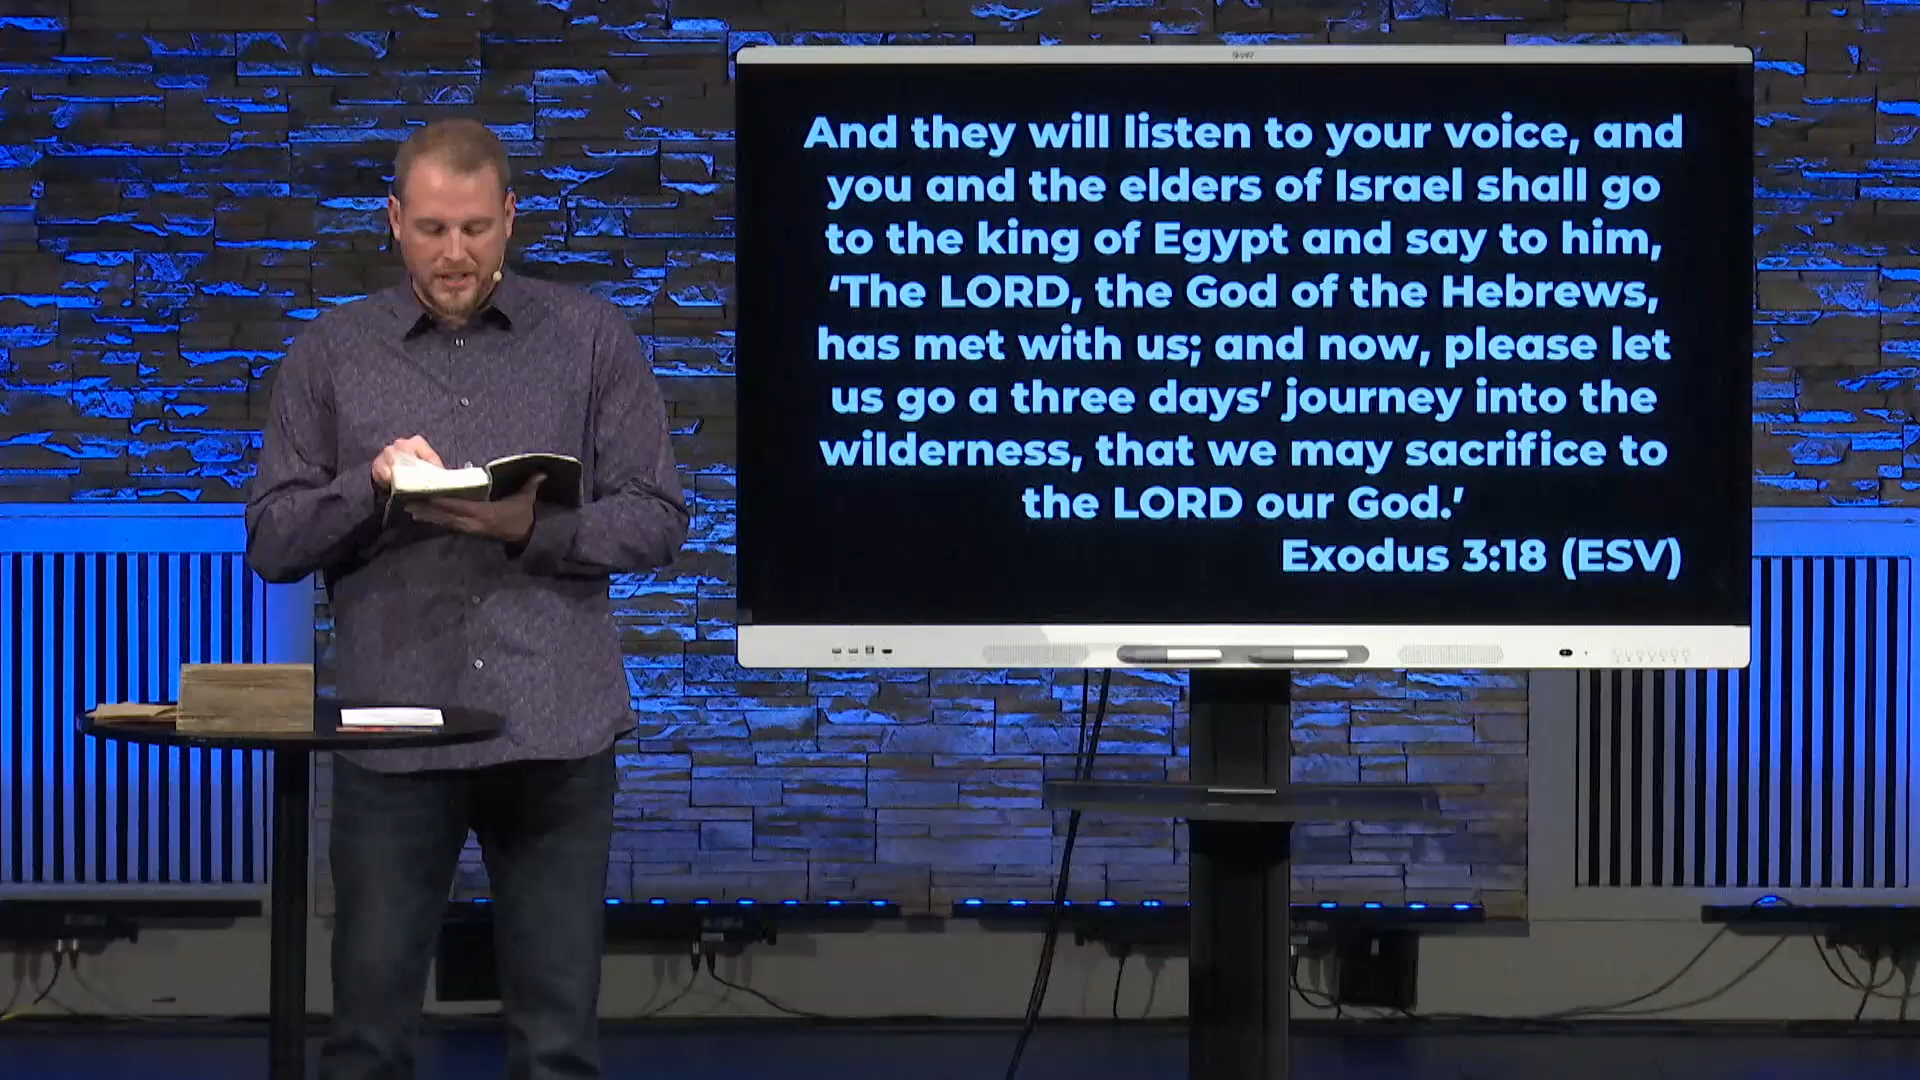 And they will listen to your voice, and
you and the elders of Israel shall go
to the king of Egypt and say to him,
‘The LORD, the God of the Hebrews,
has met with us; and now, please let
us go a three days’ journey into the
wilderness, that we may sacrifice to
the LORD our God.’
Exodus 3:18 (ESV)